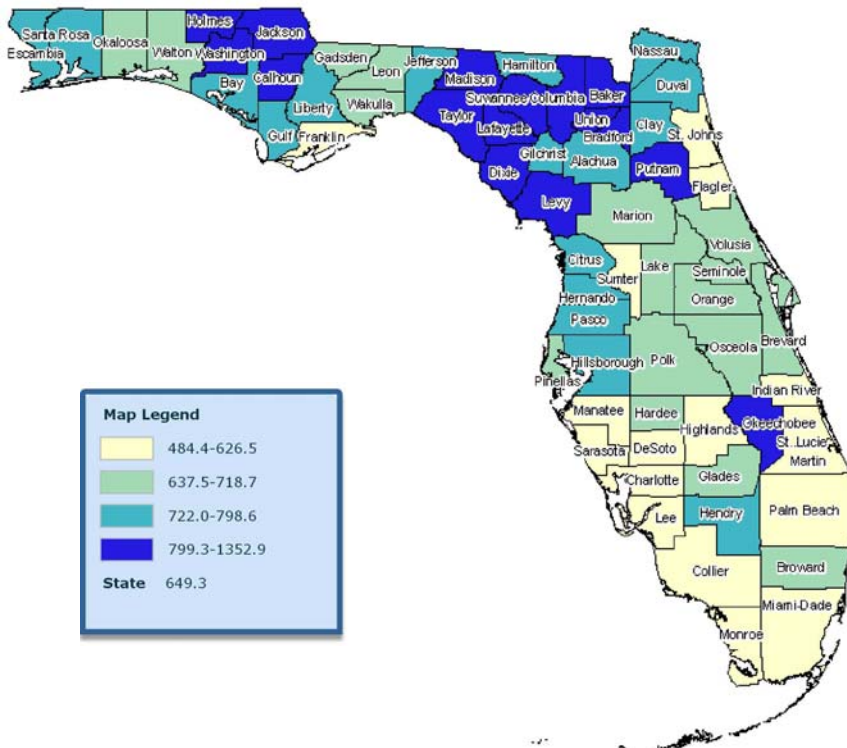 Holmes
Jackson
Santa Rosa
Okaloosa
Walton
Washington
Escambia
Calhoun
Bay
Gulf
Liberty
Franklin
Gadsden
Leon
Wakulla
Jefferson
Madison
Hamilton
Taylor
Suwannee
Columbia
Lafayette
Baker
Union
Bradford
Nassau
Duval
Clay
St. Johns
Gilchrist
Alachua
Putnam
Dixie
Flagler
Levy
Marion
Volusia
Citrus
Sumter
Lake
Seminole
Hernando
Orange
Pasco
Hillsborough
Polk
Osceola
Brevard
Pinellas
Indian River
Manatee
Hardee
Highlands
Okeechobee
St. Lucie
Sarasota
DeSoto
Martin
Charlotte
Glades
Lee
Hendry
Palm Beach
Collier
Broward
Miami-Dade
Monroe
Map Legend
484.4-626.5
637.5-718.7
722.0-798.6
799.3-1352.9
State 649.3